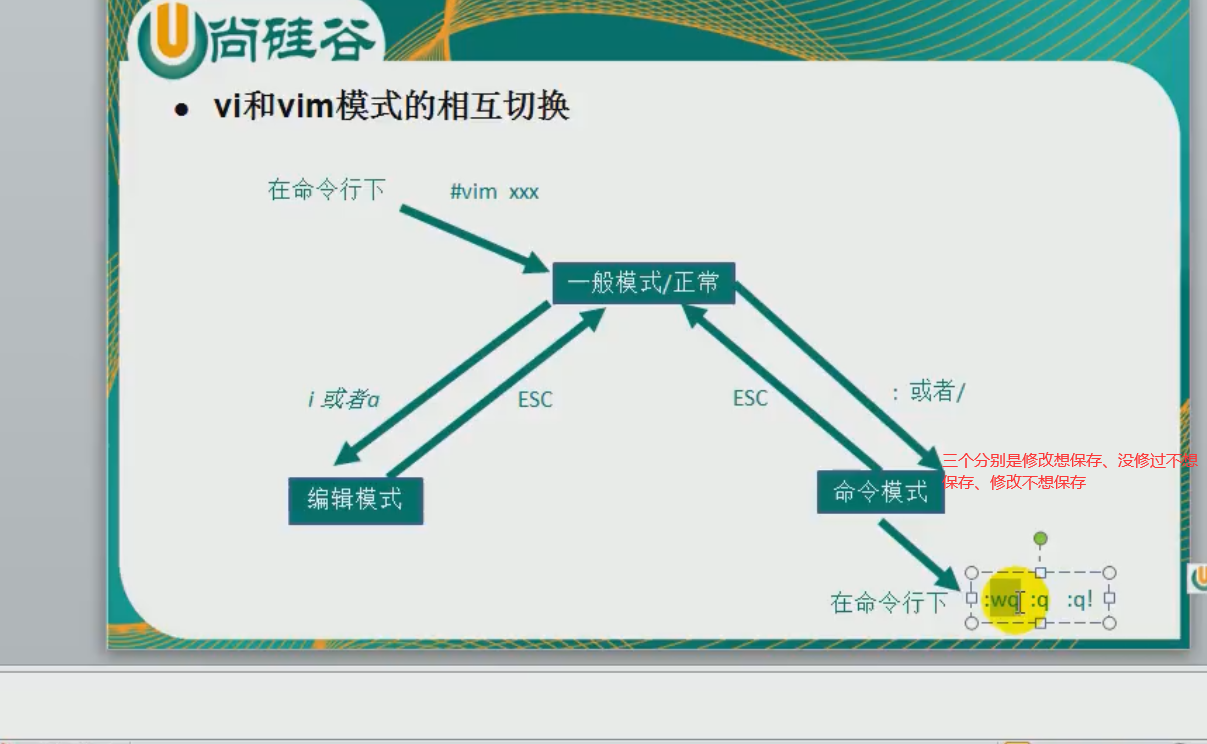 尚硅谷
● vi和vim模式的相互切换
在命令行下 #vim xxx
一般模式/正常
i 或者a
ESC
ESC
: 或者/
三个分别是修改想保存、没修过不想
保存、修改不想保存
编辑模式
命令模式
在命令行下 :wq :q :q!